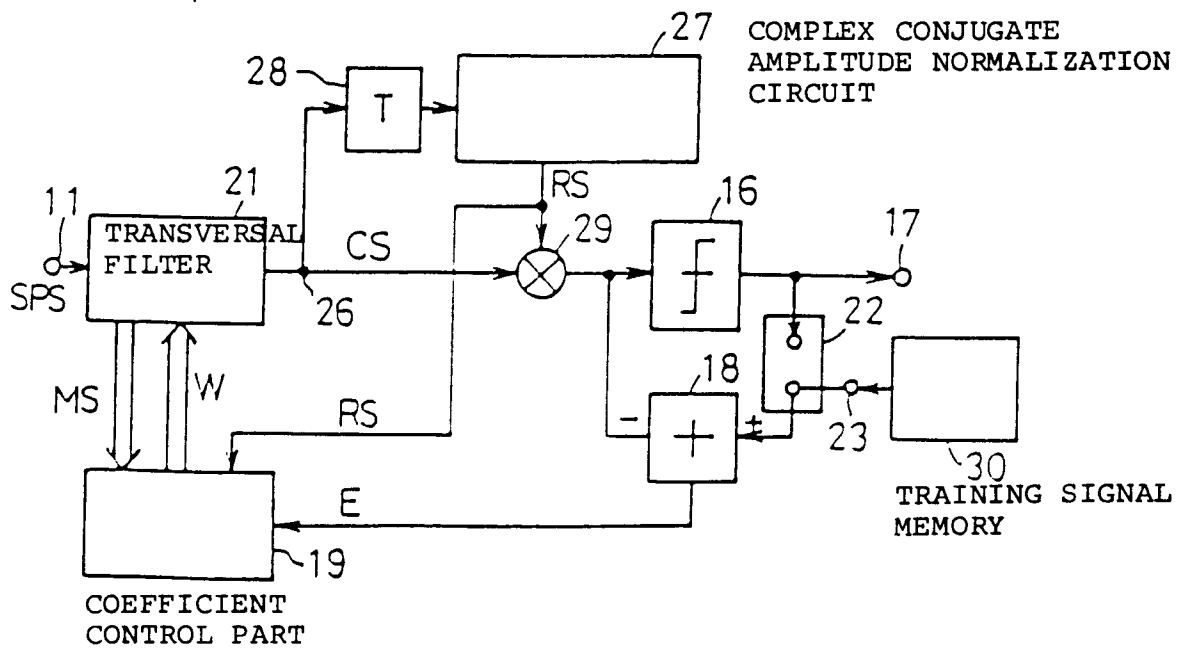 27
COMPLEX CONJUGATE
AMPLITUDE NORMALIZATION
CIRCUIT
28
T
RS
21
11
16
17
TRANSVERSAL
FILTER
CS
29
SPS
26
22
MS
W
18
RS
-
+
±
23
30
E
TRAINING SIGNAL
MEMORY
19
COEFFICIENT
CONTROL PART